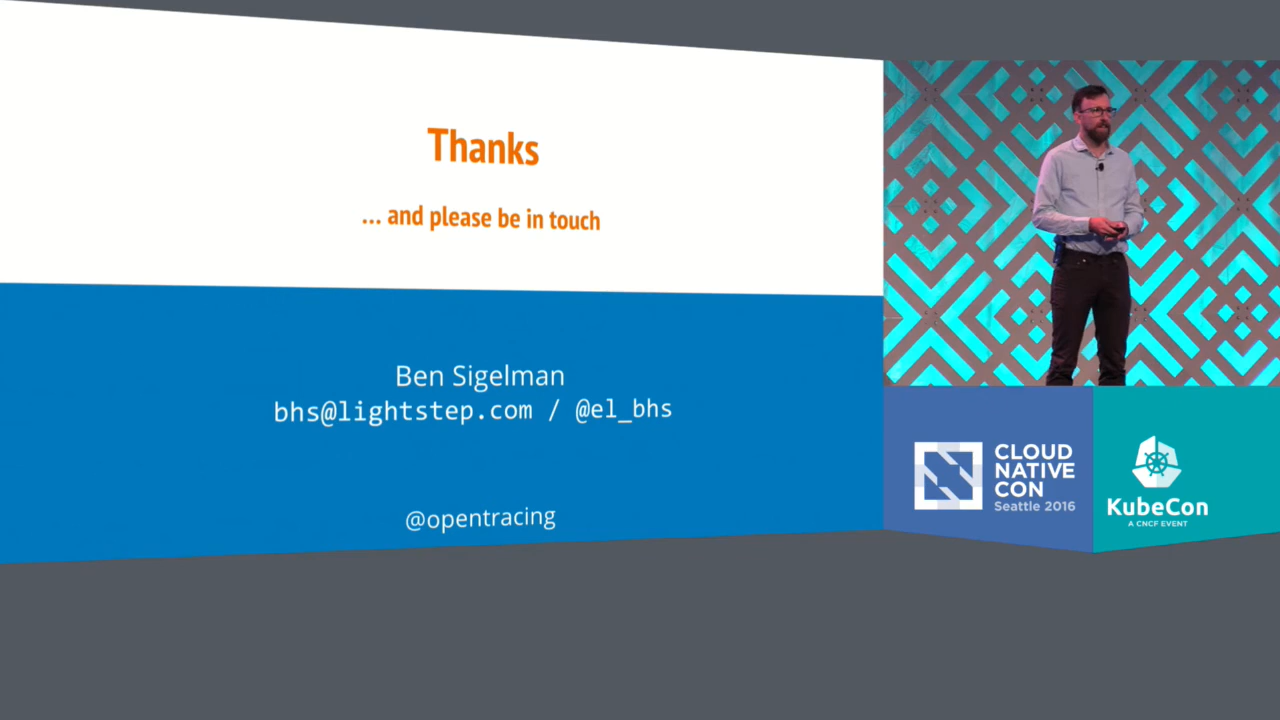 Thanks
... and please be in touch
Ben Sigelman
bhs@lightstep.com / @el_bhs
@opentracing
CLOUD
NATIVE
CON
Seattle 2016
KubeCon
A CNCF EVENT